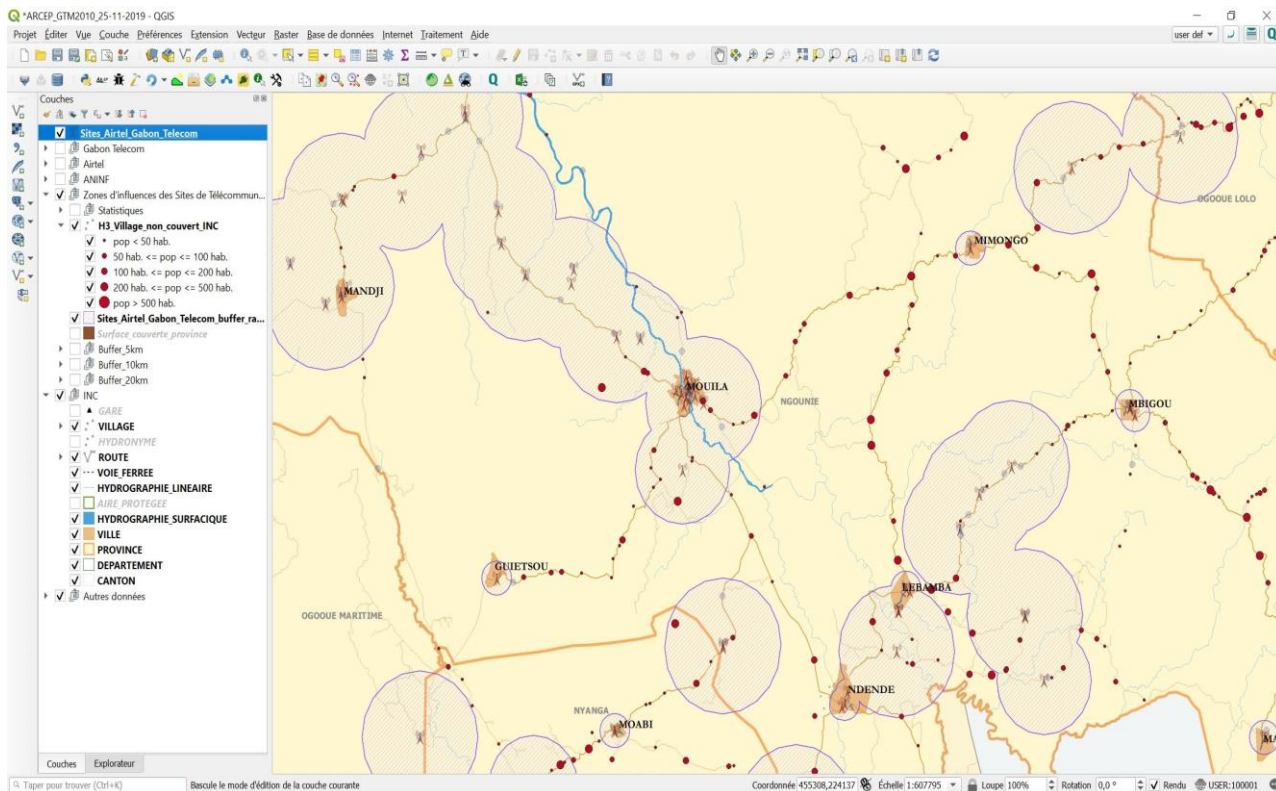 *ARCEP_GTM2010_25-11-2019 - QGIS
Projet Éditer Vue Couche Préférences Extension Vecteur Raster Base de données Internet Traitement Aide
user def
Couches
Sites_Airtel_Gabon_Telecom
Gabon Telecom
Airtel
ANINF
Zones d'influences des Sites de Télécommun...
Statistiques
H3_Village_non_couvert_INC
pop < 50 hab.
50 hab. <= pop <= 100 hab.
100 hab. <= pop <= 200 hab.
200 hab. <= pop <= 500 hab.
pop > 500 hab.
Sites_Airtel_Gabon_Telecom_buffer_ra...
Surface_couverte_province
Buffer_5km
Buffer_10km
Buffer_20km
INC
GARE
VILLAGE
HYDRONYME
ROUTE
VOIE_FERREE
HYDROGRAPHIE_LINEAIRE
AIRE_PROTEGEE
HYDROGRAPHIE_SURFACIQUE
VILLE
PROVINCE
DEPARTEMENT
CANTON
Autres données
OGOOUE LOLO
MIMONGO
MANDJI
MOUILA
NGOUNIE
MBIGOU
GUIETSOU
LEBAMBA
OGOOUE MARITIME
NDENDE
NYANGA
MOABI
MA
Couches Explorateur
Taper pour trouver (Ctrl+K) Bascule le mode d'édition de la couche courante Coordonnée 455308,224137 Échelle 1:607795 Loupe 100% Rotation 0,0 ° Rendu USER:100001